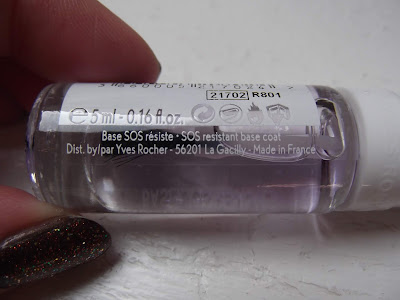 21702 R801
℮ 5 ml - 0.16 fl.oz.
Base SOS résiste - SOS resistant base coat
Dist. by/par Yves Rocher - 56201 La Gacilly - Made in France